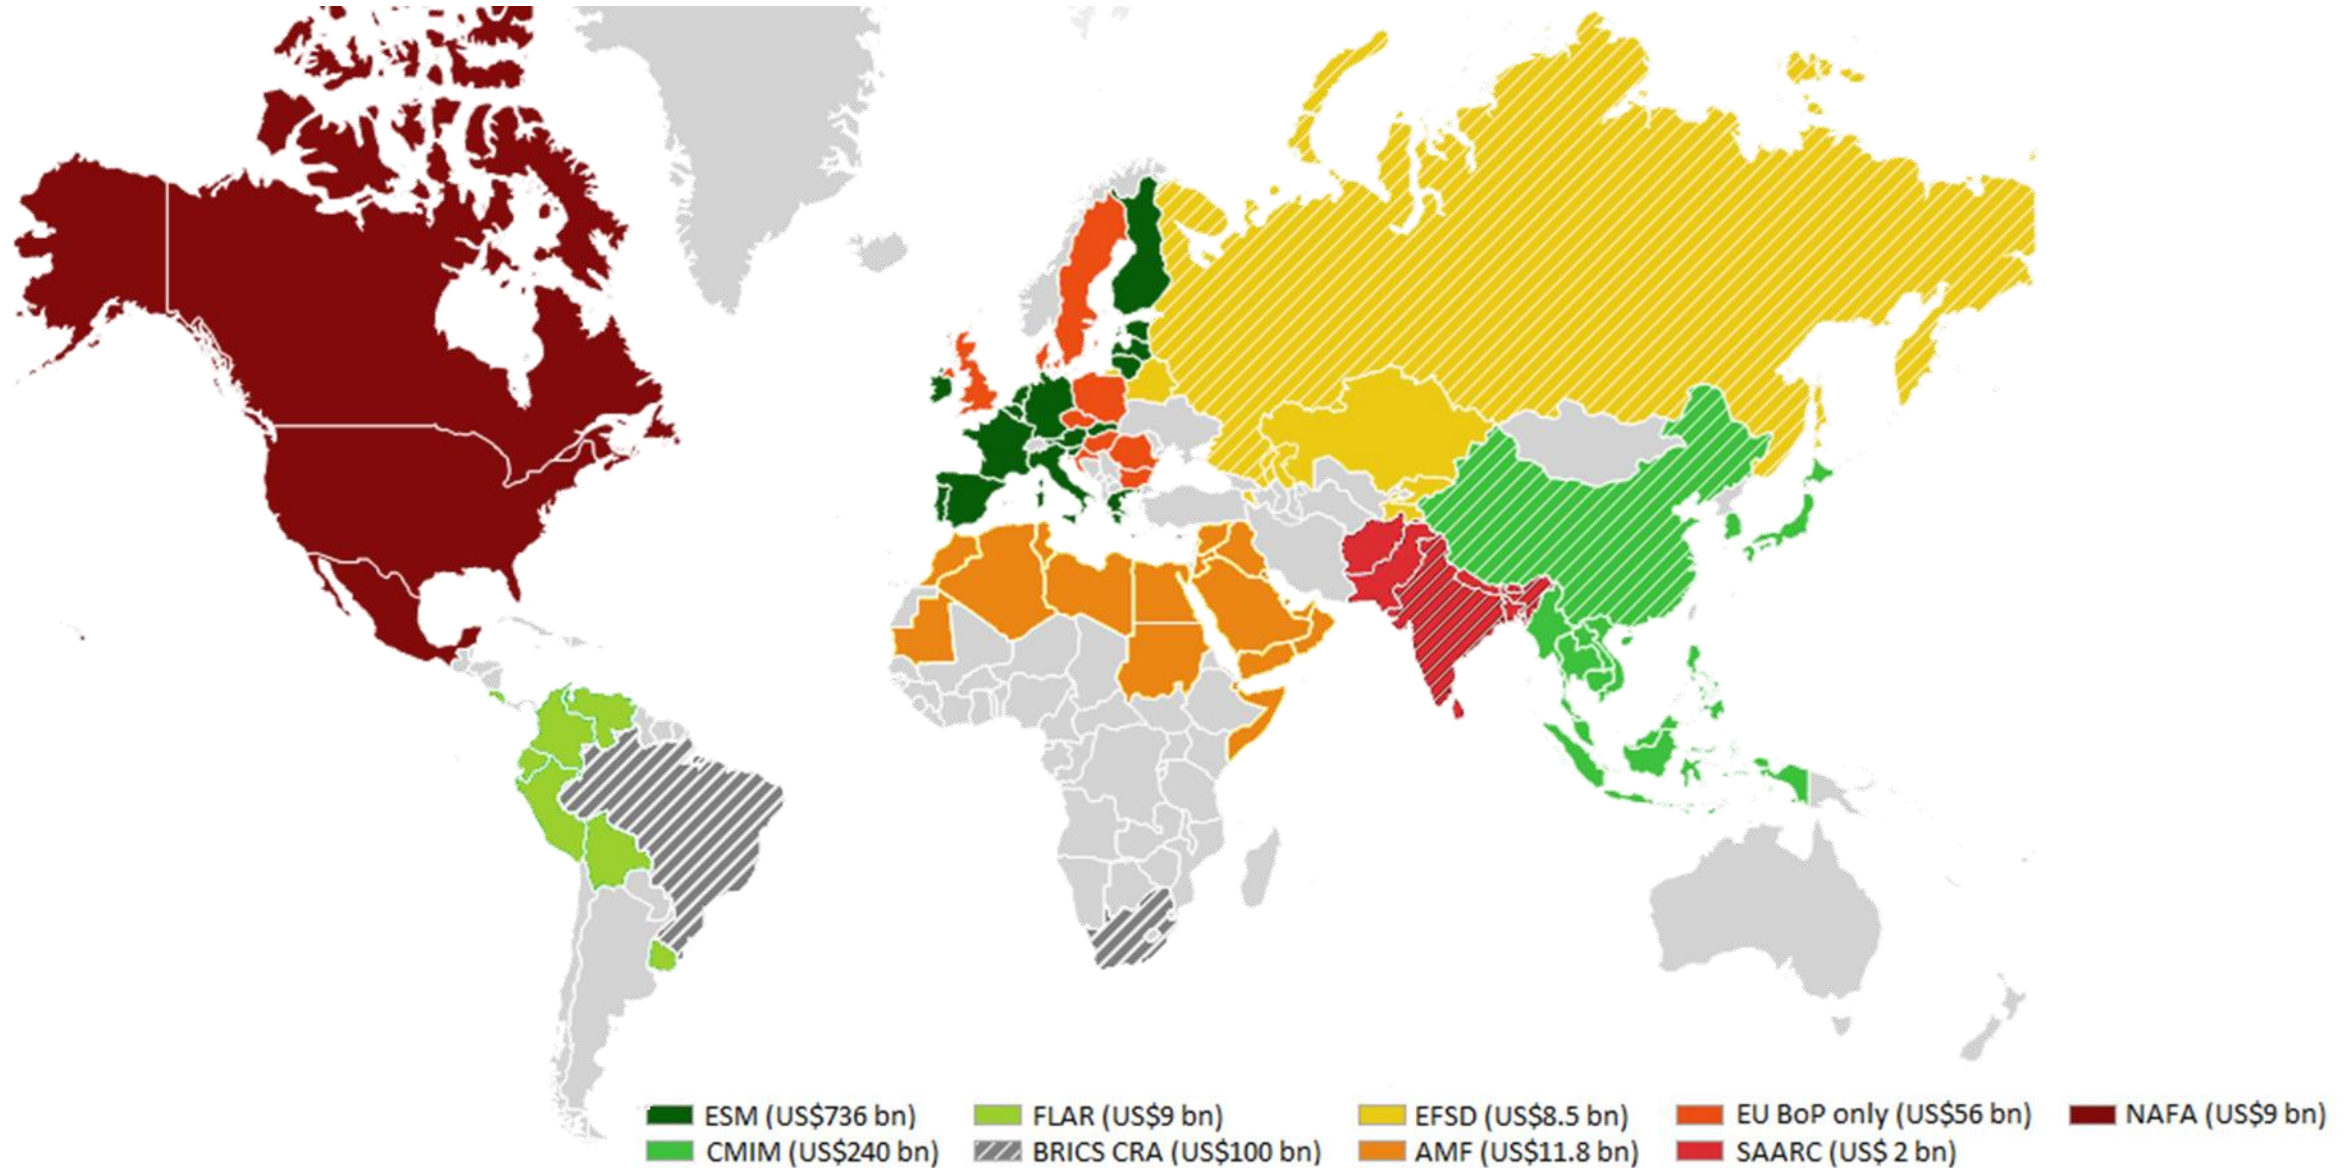 ESM (US$736 bn) FLAR (US$9 bn) EFSD (US$8.5 bn) EU BoP only (US$56 bn) NAFA (US$9 bn)
CMIM (US$240 bn) BRICS CRA (US$100 bn) AMF (US$11.8 bn) SAARC (US$ 2 bn)